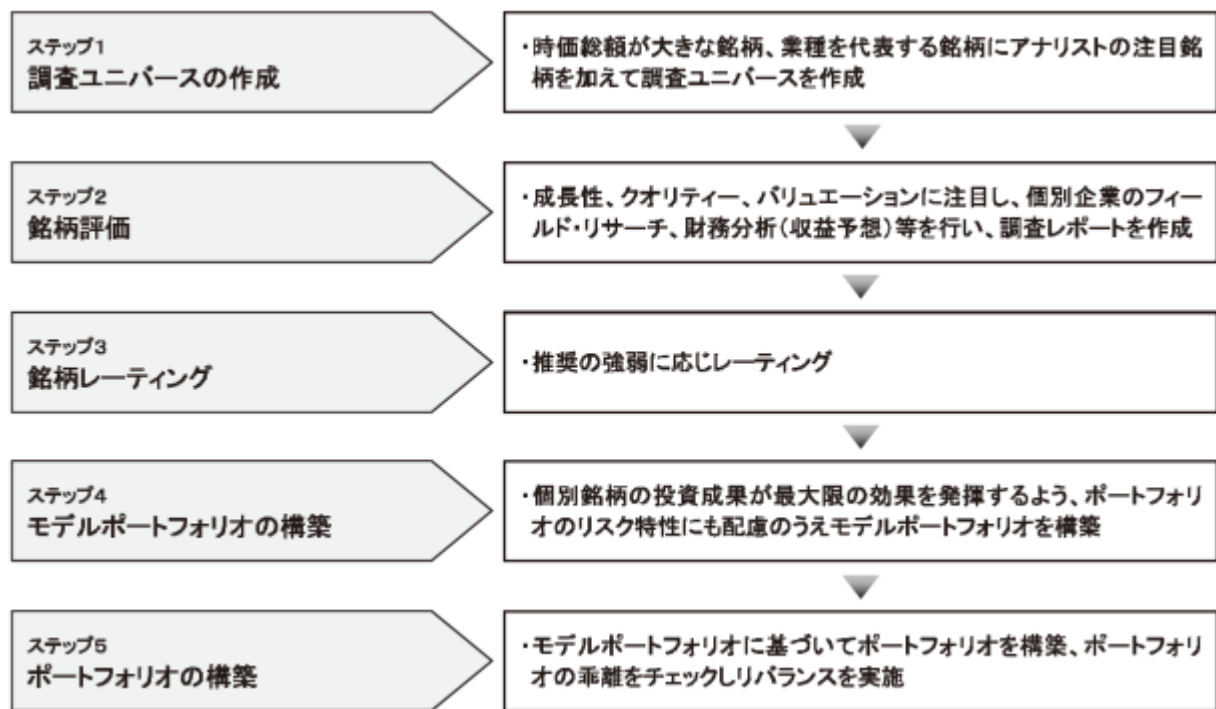 ステップ1
調査ユニバースの作成
・時価総額が大きな銘柄、業種を代表する銘柄にアナリストの注目銘
柄を加えて調査ユニバースを作成
ステップ2
銘柄評価
・成長性、クオリティー、バリュエーションに注目し、個別企業のフィー
ルド・リサーチ、財務分析（収益予想）等を行い、調査レポートを作成
ステップ3
銘柄レーティング
・推奨の強弱に応じレーティング
ステップ4
モデルポートフォリオの構築
・個別銘柄の投資成果が最大限の効果を発揮するよう、ポートフォリ
オのリスク特性にも配慮のうえモデルポートフォリオを構築
ステップ5
ポートフォリオの構築
・モデルポートフォリオに基づいてポートフォリオを構築、ポートフォリ
オの乖離をチェックしリバランスを実施